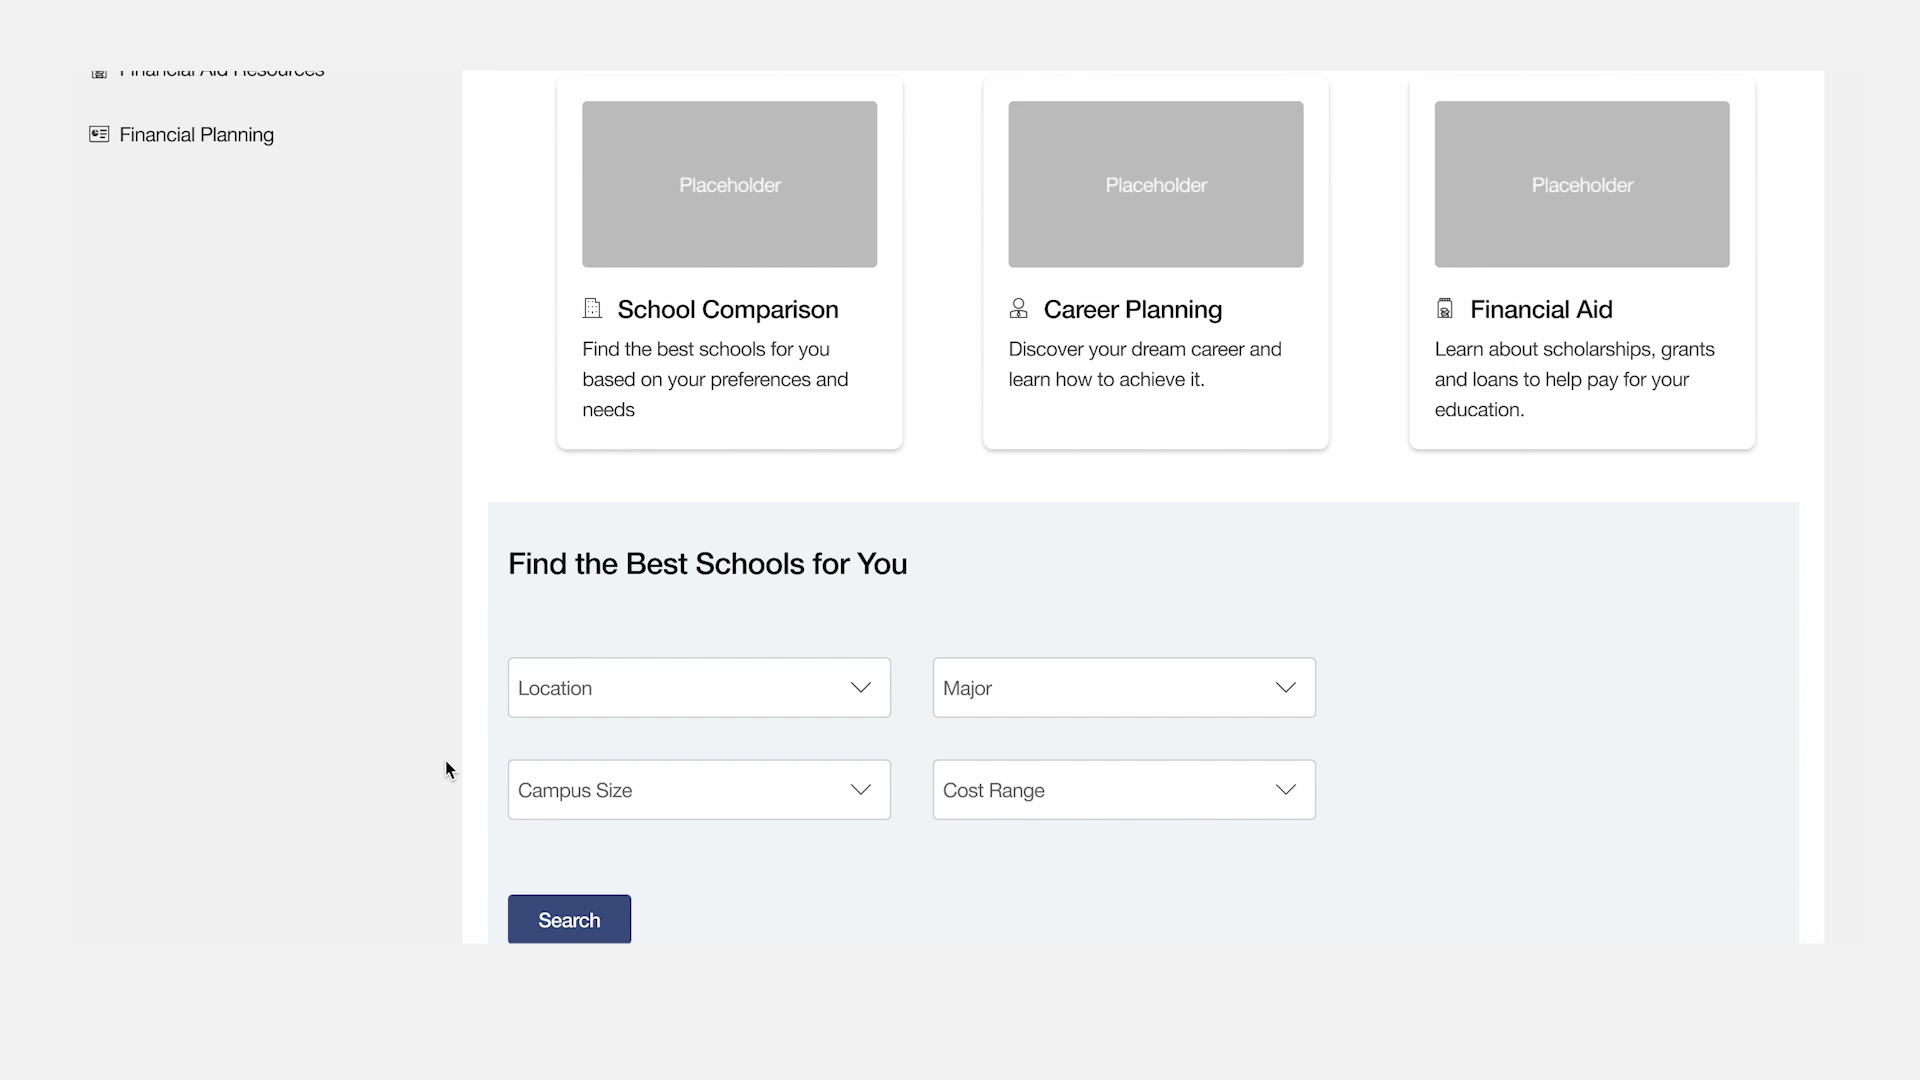 Financial Aid Resources
Financial Planning
Placeholder
Placeholder
Placeholder
School Comparison
Find the best schools for you
based on your preferences and
needs
Career Planning
Discover your dream career and
learn how to achieve it.
Financial Aid
Learn about scholarships, grants
and loans to help pay for your
education.
Find the Best Schools for You
Location
Major
Campus Size
Cost Range
Search